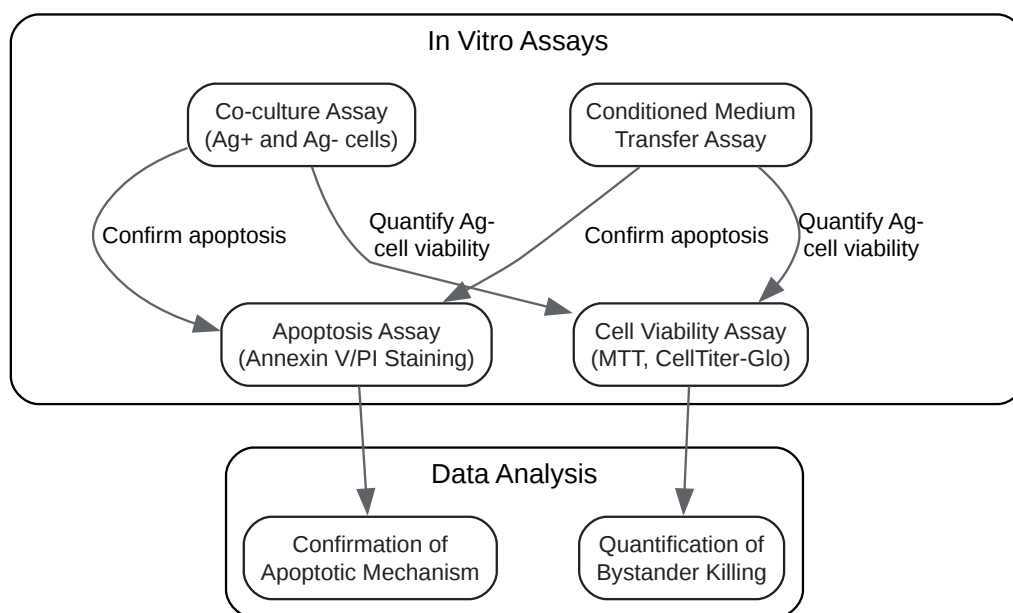 In Vitro Assays
Co-culture Assay
(Ag+ and Ag- cells)
Conditioned Medium
Transfer Assay
Confirm apoptosis
Quantify Ag-
cell viability
Confirm apoptosis
Quantify Ag-
cell viability
Apoptosis Assay
(Annexin V/PI Staining)
Cell Viability Assay
(MTT, CellTiter-Glo)
Data Analysis
Confirmation of
Apoptotic Mechanism
Quantification of
Bystander Killing